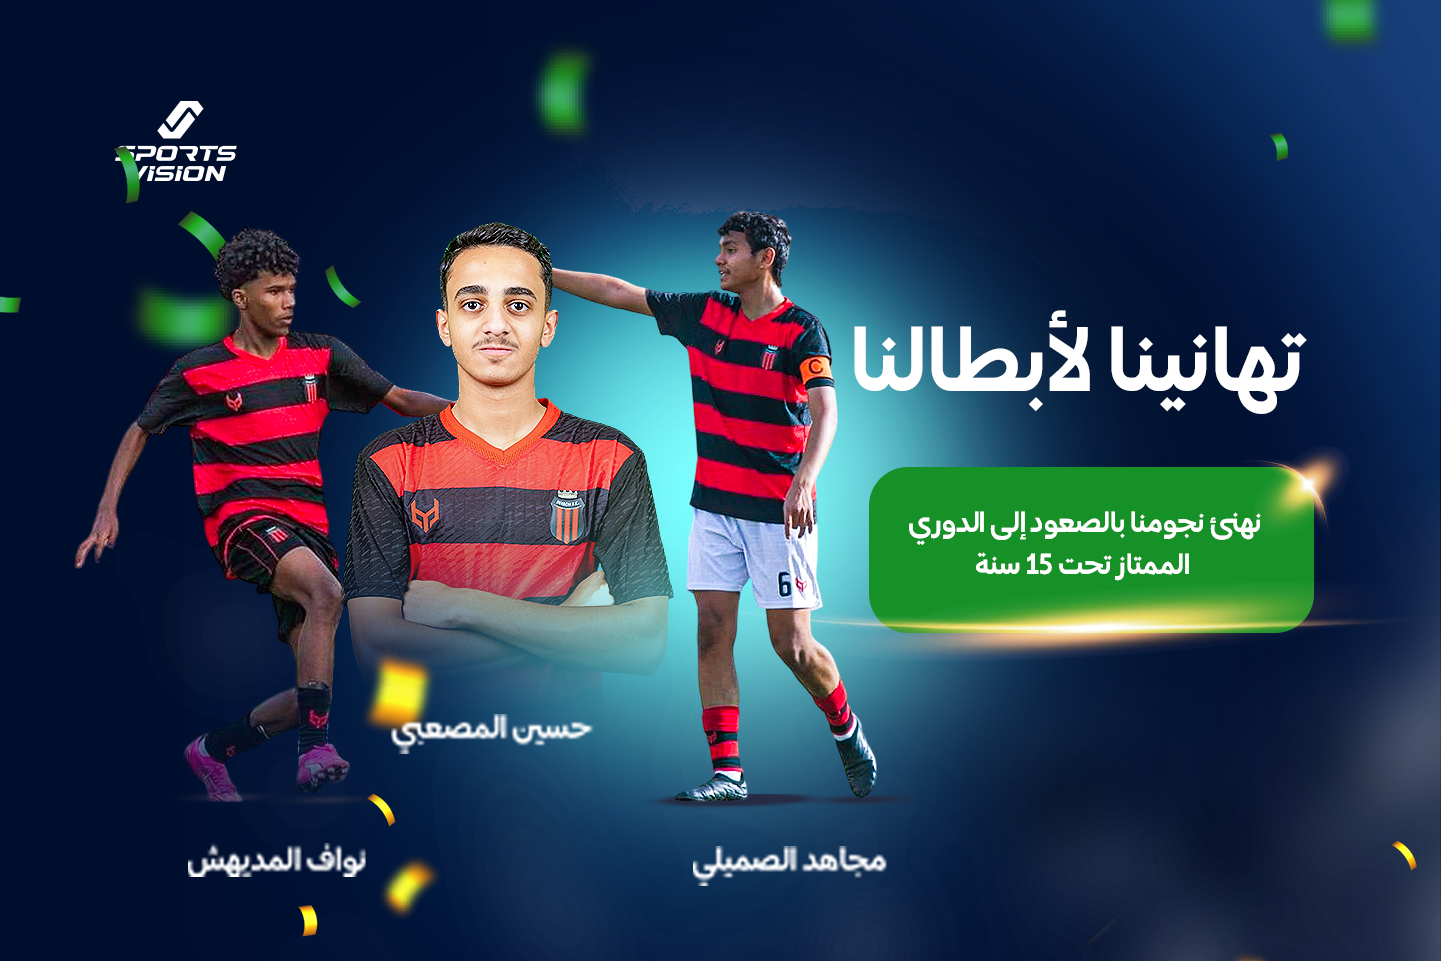 SPORTS
VISION
تهانينا لأبطالنا
نهنئ نجومنا بالصعود إلى الدوري
الممتاز تحت 15 سنة
C
6
حسين المصعبي
نواف المديهش
مجاهد الصميلي